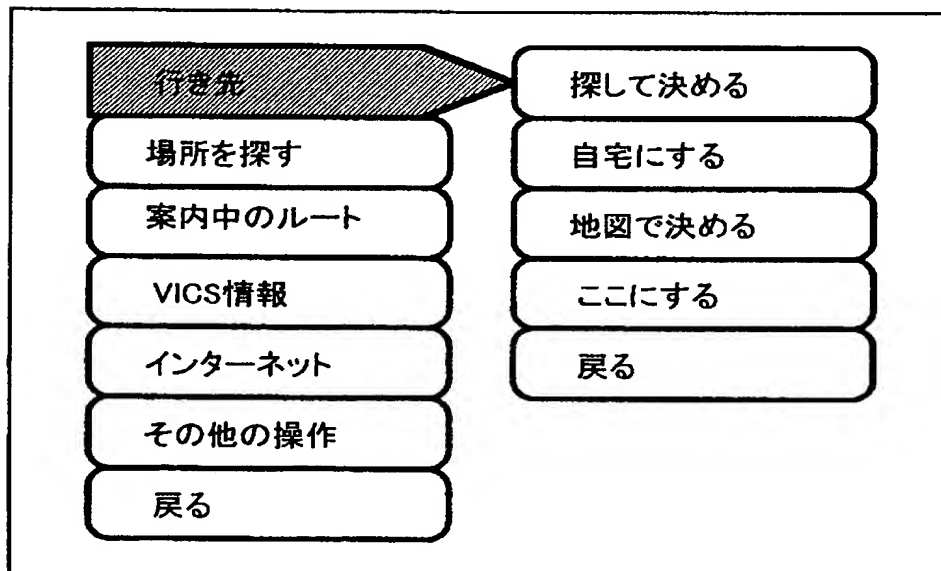 行き先
場所を探す
案内中のルート
VICS情報
インターネット
その他の操作
戻る
探して決める
自宅にする
地図で決める
ここにする
戻る